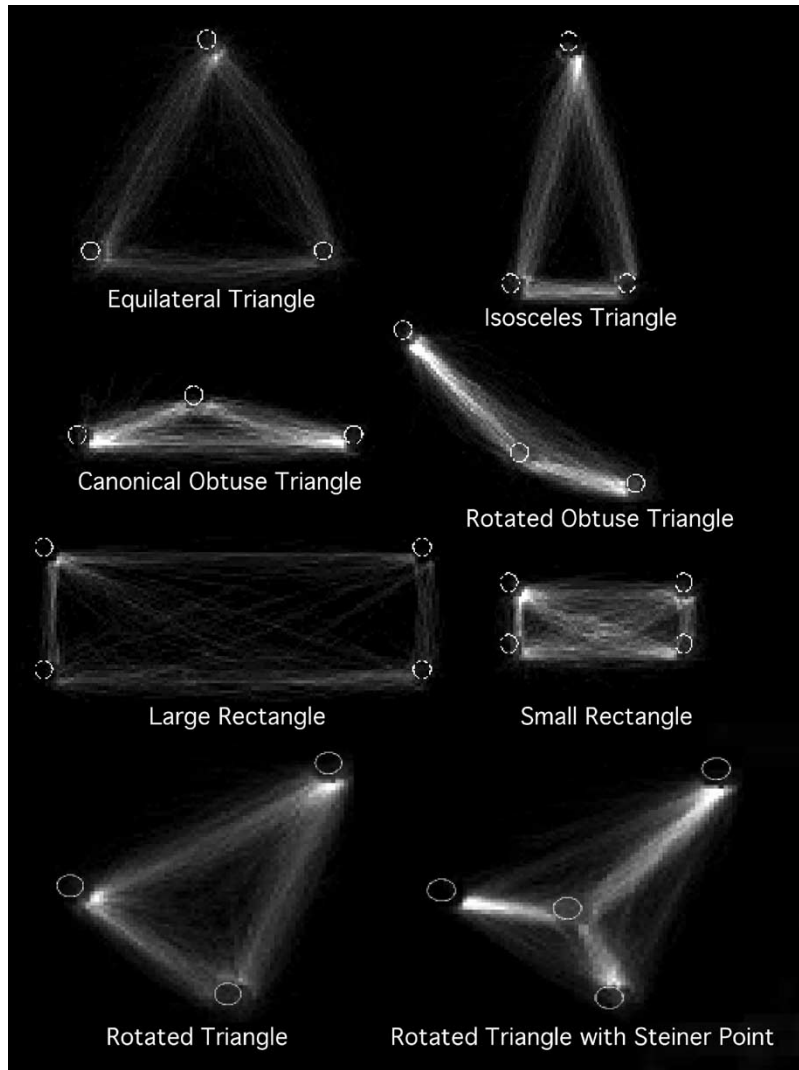 Equilateral Triangle
Isosceles Triangle
Canonical Obtuse Triangle
Rotated Obtuse Triangle
Large Rectangle
Small Rectangle
Rotated Triangle
Rotated Triangle with Steiner Point